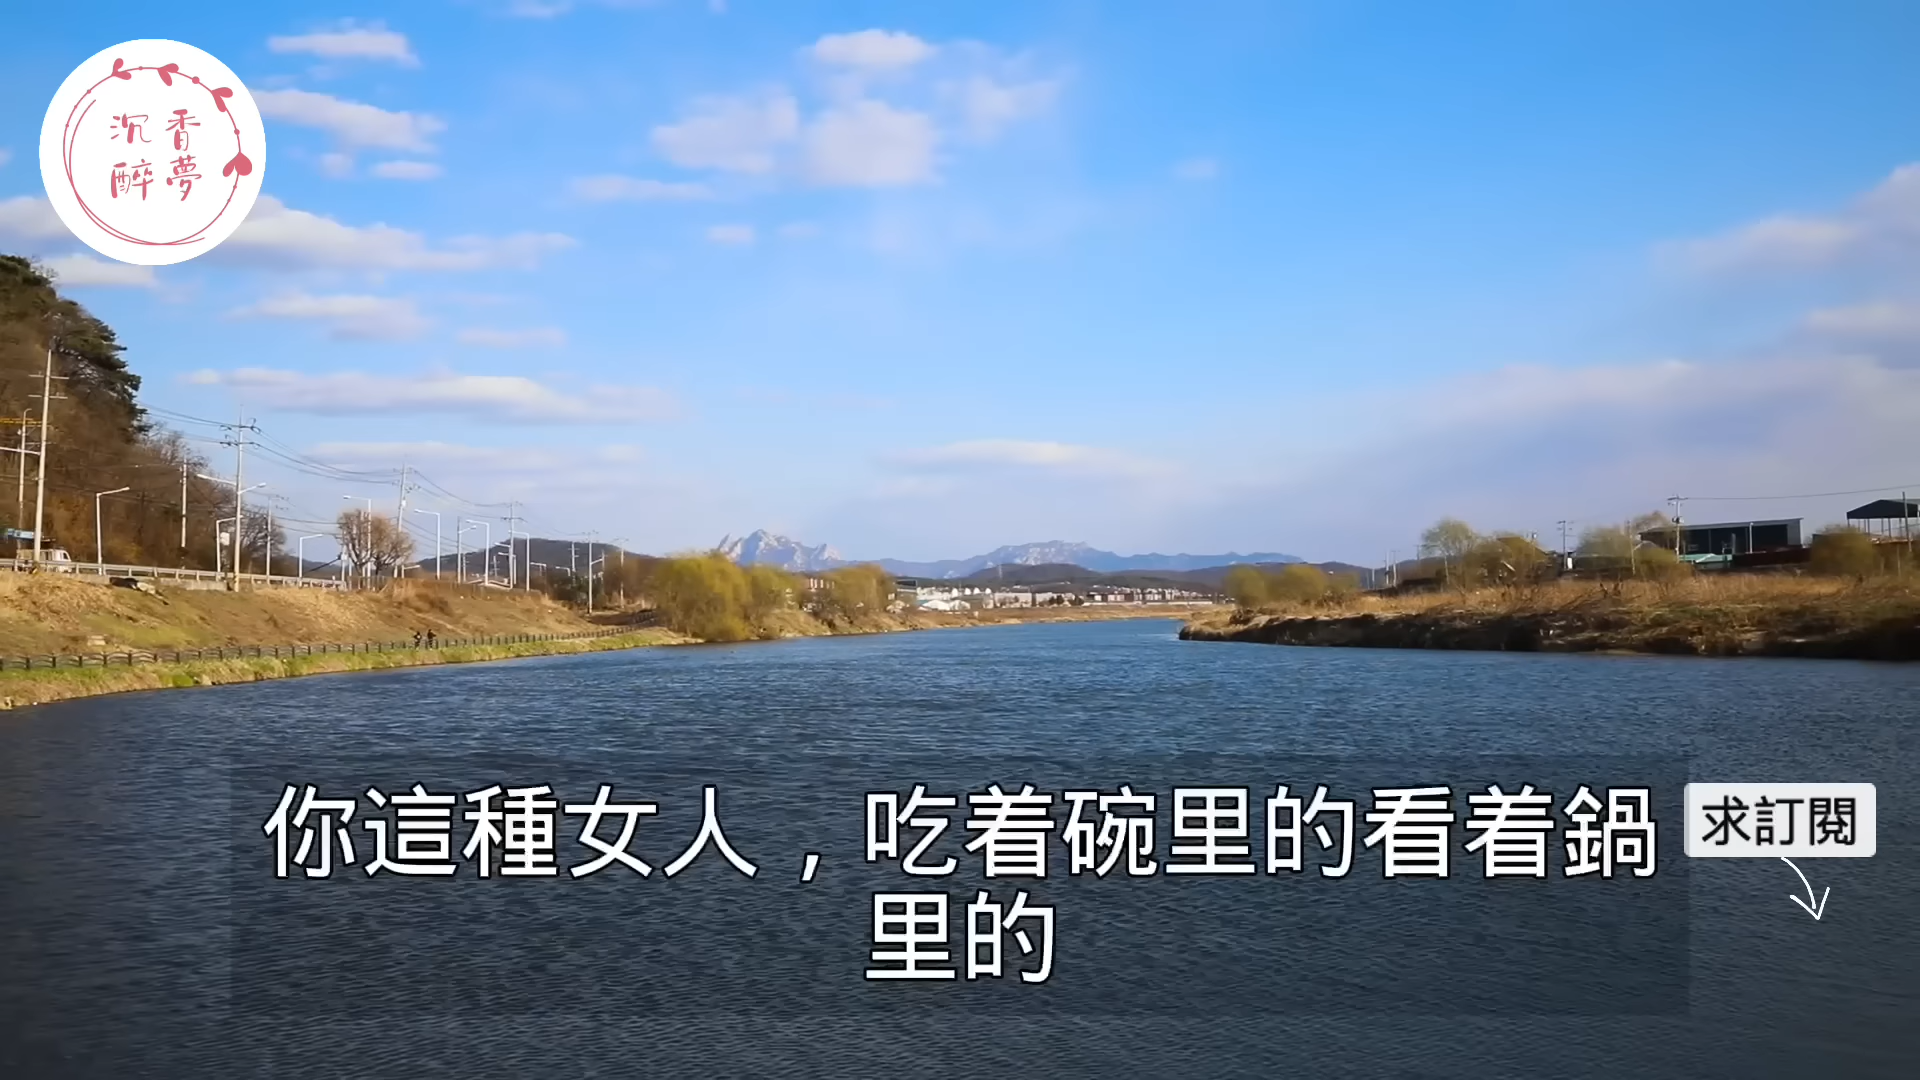 沉香
醉夢
你這種女人，吃着碗里的看着鍋
里的
求訂閱